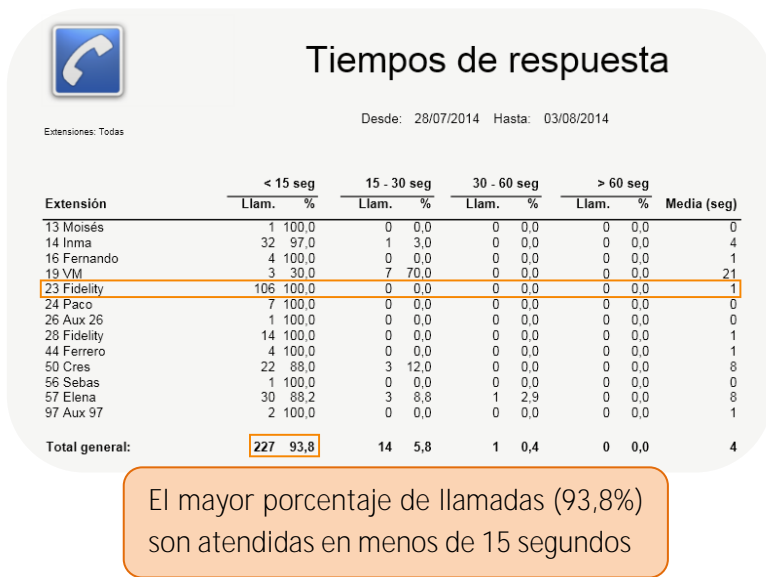 Tiempos de respuesta
Desde: 28/07/2014 Hasta: 03/08/2014
Extensiones: Todas
< 15 seg 15 - 30 seg 30 - 60 seg > 60 seg
Extensión Llam. % Llam. % Llam. % Llam. % Media (seg)
13 Moisés 1 100,0 0 0,0 0 0,0 0 0,0 0
14 Inma 32 97,0 1 3,0 0 0,0 0 0,0 4
16 Fernando 4 100,0 0 0,0 0 0,0 0 0,0 1
19 VM 3 30,0 7 70,0 0 0,0 0 0,0 21
23 Fidelity 106 100,0 0 0,0 0 0,0 0 0,0 1
24 Paco 7 100,0 0 0,0 0 0,0 0 0,0 0
26 Aux 26 1 100,0 0 0,0 0 0,0 0 0,0 0
28 Fidelity 14 100,0 0 0,0 0 0,0 0 0,0 1
44 Ferrero 4 100,0 0 0,0 0 0,0 0 0,0 1
50 Cres 22 88,0 3 12,0 0 0,0 0 0,0 8
56 Sebas 1 100,0 0 0,0 0 0,0 0 0,0 0
57 Elena 30 88,2 3 8,8 1 2,9 0 0,0 8
97 Aux 97 2 100,0 0 0,0 0 0,0 0 0,0 1
Total general: 227 93,8 14 5,8 1 0,4 0 0,0 4
El mayor porcentaje de llamadas (93,8%)
son atendidas en menos de 15 segundos